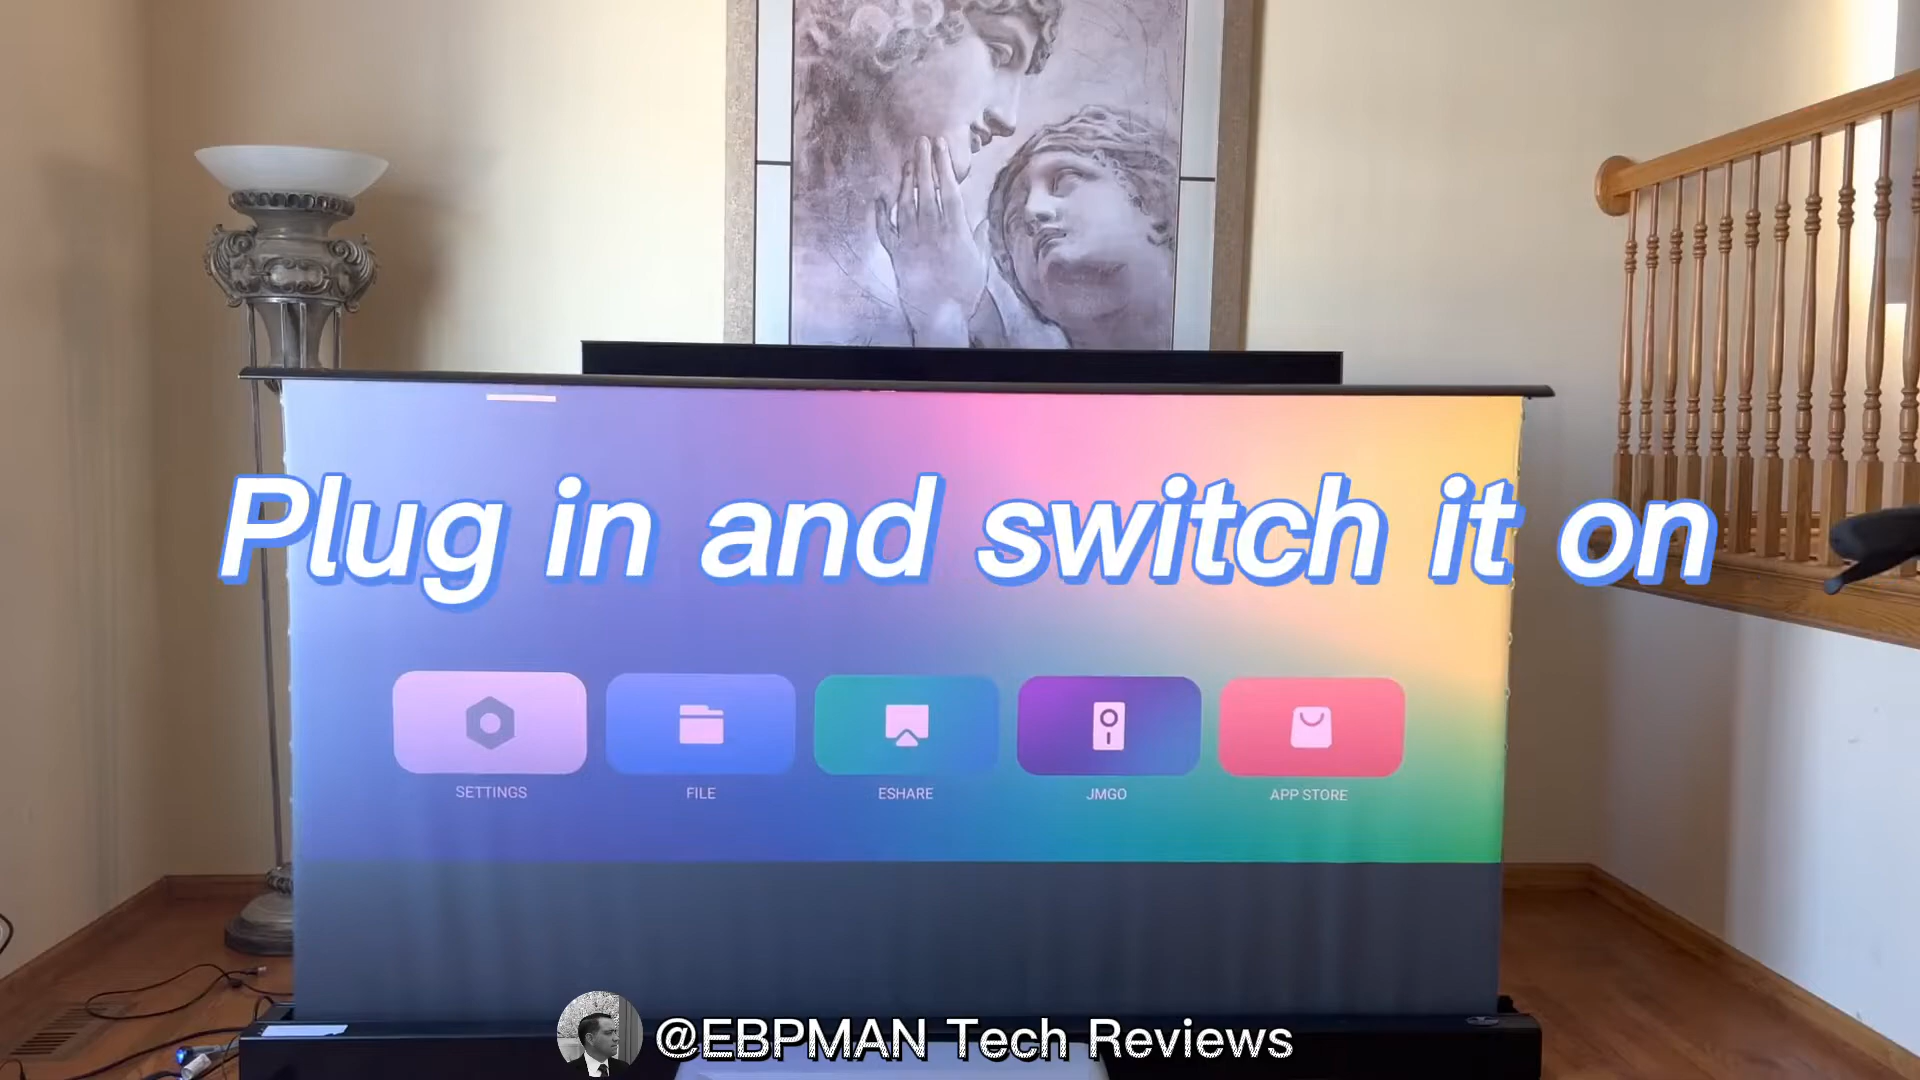 Plug in and switch it on
SETTINGS
FILE
ESHARE
JMGO
APP STORE
@EBPMAN Tech Reviews